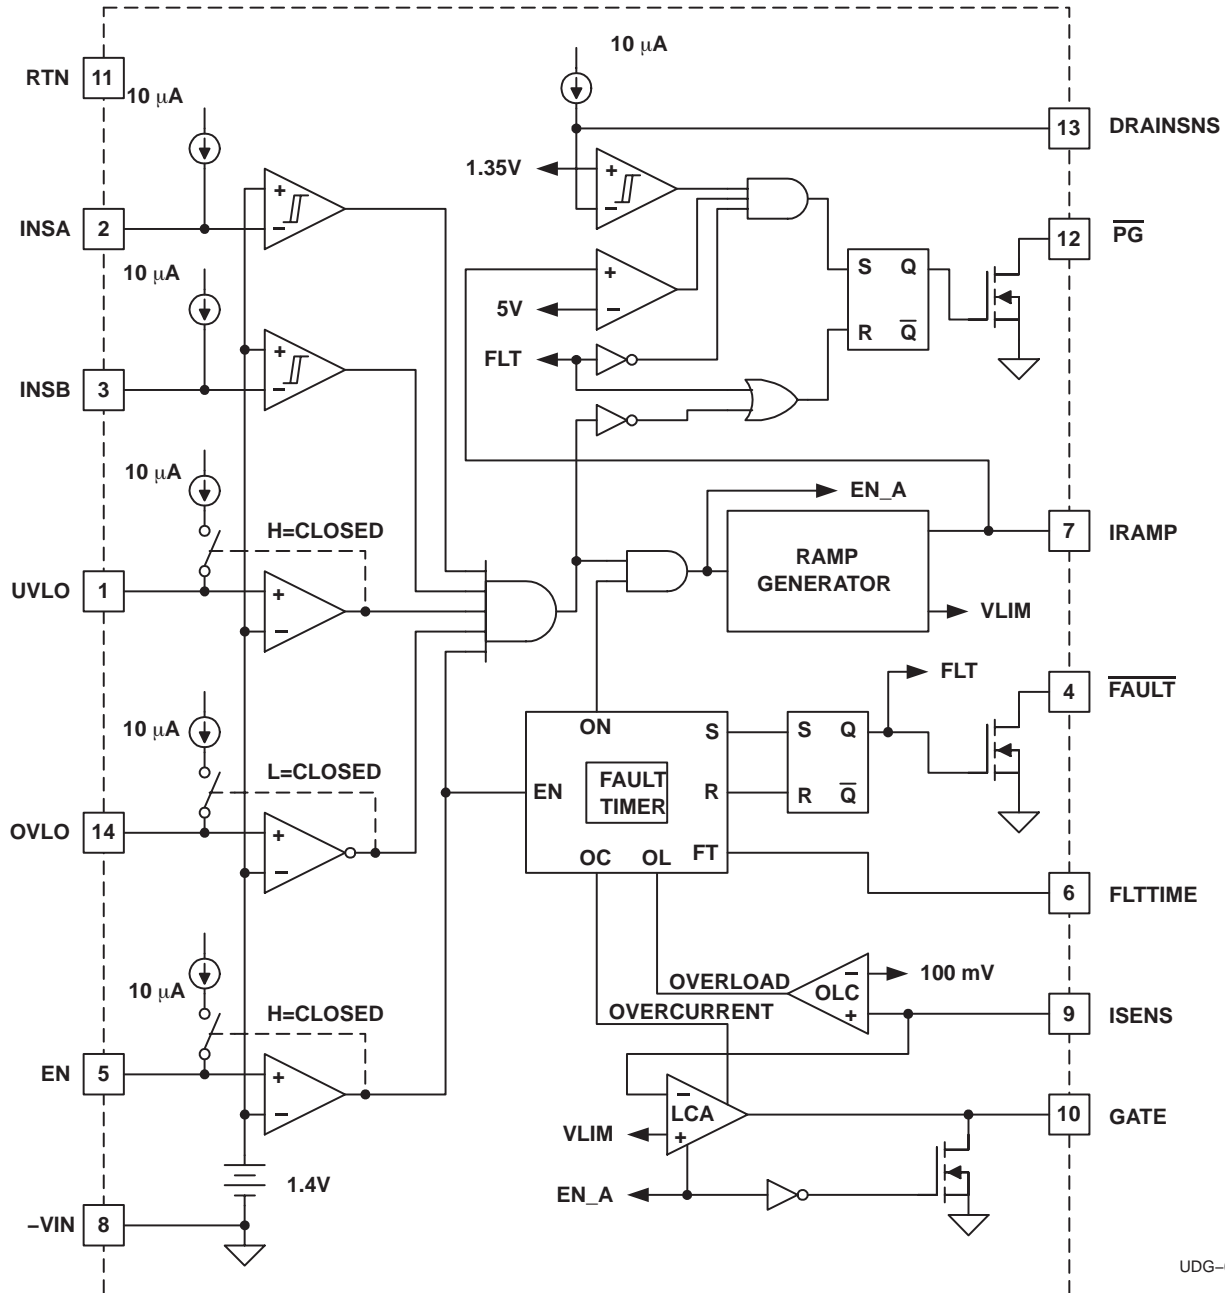 RTN 11
10 μA
10 μA
13 DRAINSNS
1.35V
+
−
+
−
INSA 2
12 PG
10 μA
S Q
+
−
5V
R Q
FLT
+
−
INSB 3
10 μA
EN_A
H=CLOSED
RAMP
GENERATOR
7 IRAMP
UVLO 1
+
−
VLIM
FLT
4 FAULT
10 μA
ON
S
S Q
L=CLOSED
FAULT
TIMER
EN
R
R Q
OVLO 14
+
−
OC OL FT
6 FLTTIME
10 μA
OVERLOAD
−
OLC
+
100 mV
H=CLOSED
OVERCURRENT
9 ISENS
EN 5
+
−
−
LCA
+
10 GATE
VLIM
1.4V
EN_A
−VIN 8